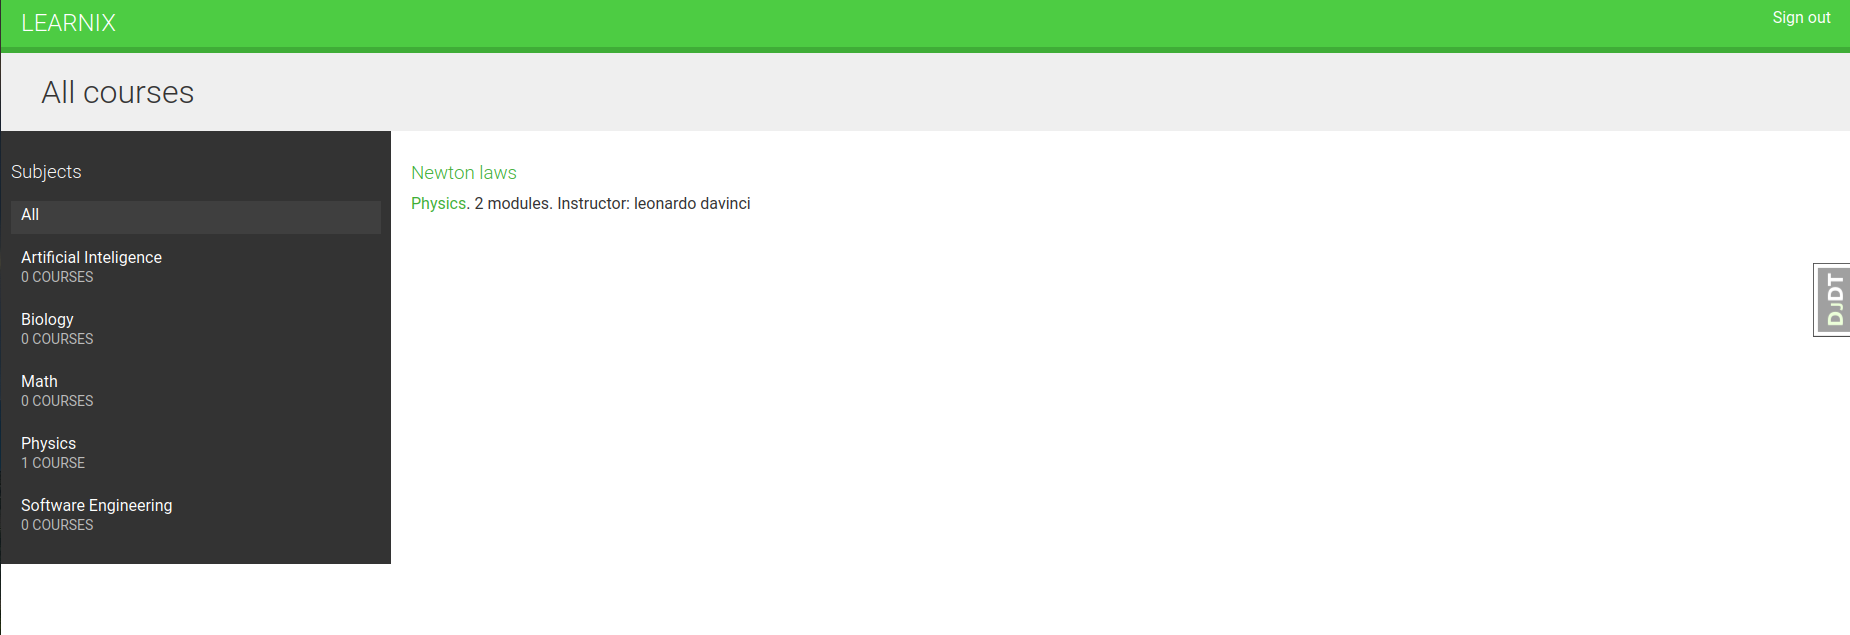 LEARNIX
Sign out
All courses
Subjects
All
Artificial Inteligence
0 COURSES
Biology
0 COURSES
Math
0 COURSES
Physics
1 COURSE
Software Engineering
0 COURSES
Newton laws
Physics. 2 modules. Instructor: leonardo davinci
DJDT